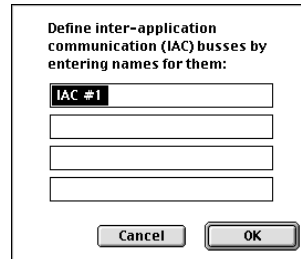 Define inter-application
communication (IAC) busses by
entering names for them:
IAC #1
Cancel
OK